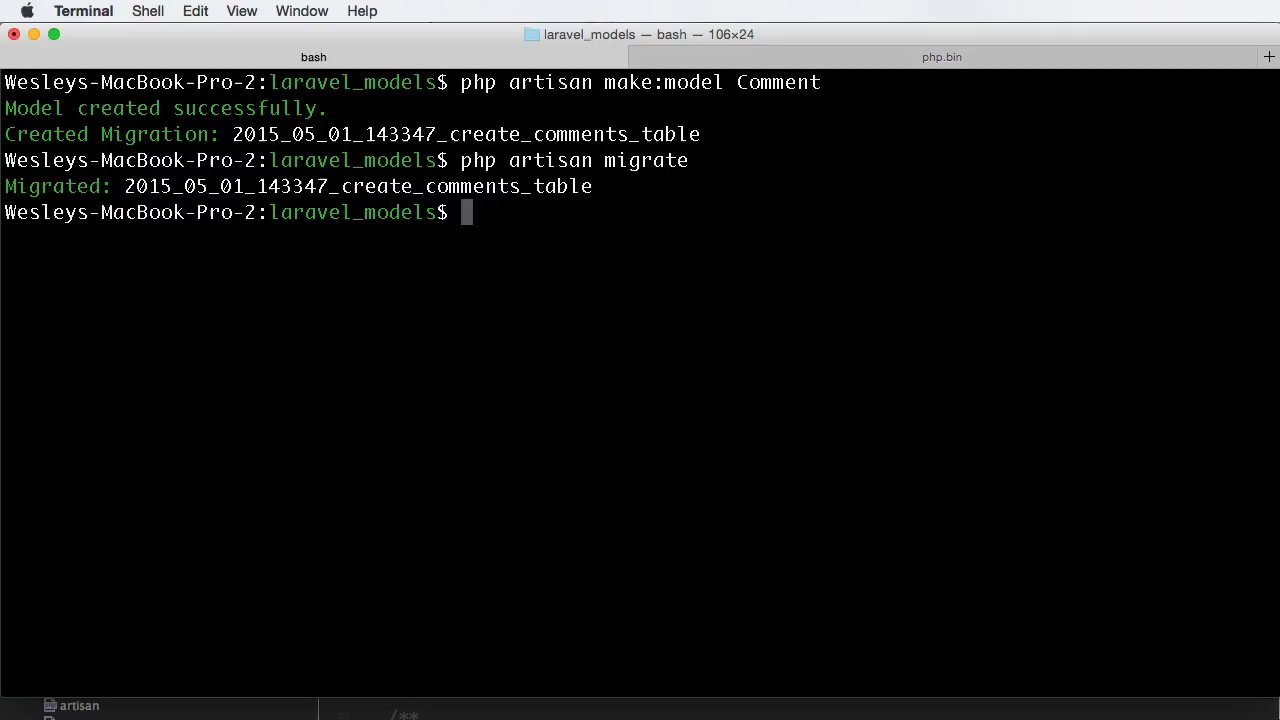 Terminal Shell Edit View Window Help
laravel_models — bash — 106×24
bash php.bin
Wesleys-MacBook-Pro-2:laravel_models$ php artisan make:model Comment
Model created successfully.
Created Migration: 2015_05_01_143347_create_comments_table
Wesleys-MacBook-Pro-2:laravel_models$ php artisan migrate
Migrated: 2015_05_01_143347_create_comments_table
Wesleys-MacBook-Pro-2:laravel_models$
artisan /**